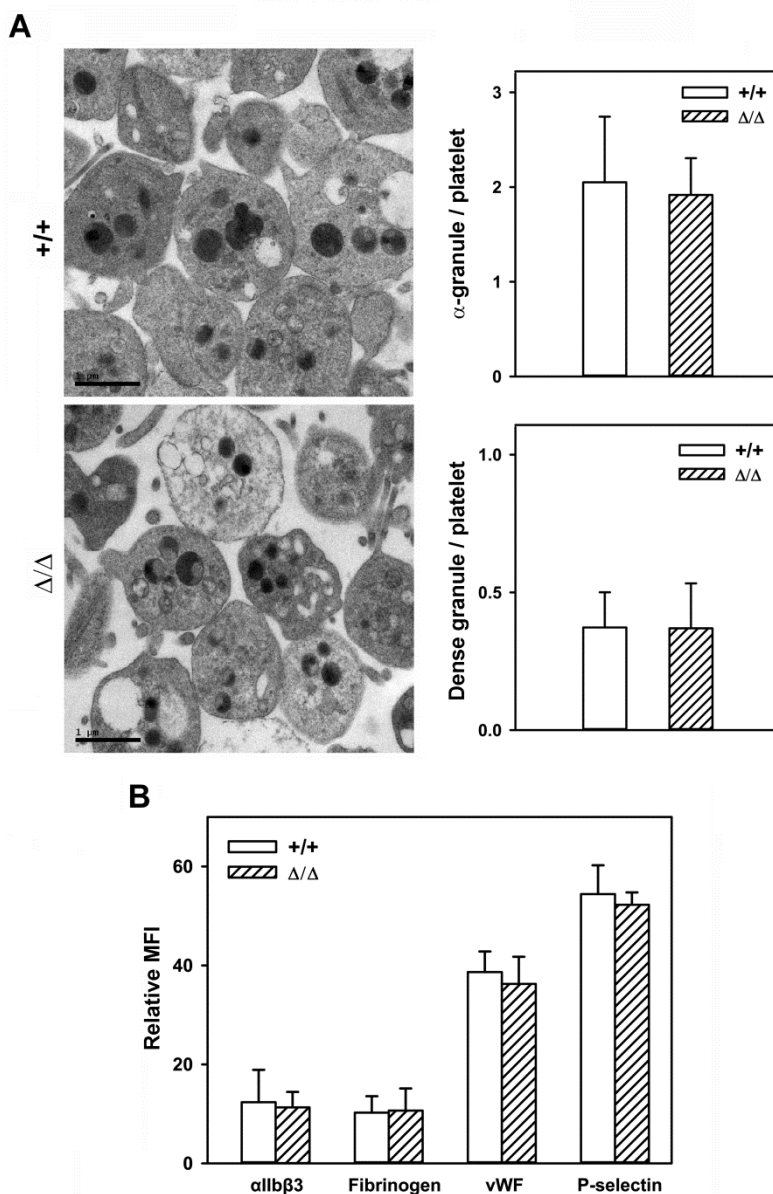 A
+/+
1 µm
Δ/Δ
1 µm
α-granule / platelet
3
2
1
0
+/+
Δ/Δ
Dense granule / platelet
1.0
0.5
0.0
+/+
Δ/Δ
B
Relative MFI
60
40
20
0
+/+
Δ/Δ
αIIbβ3 Fibrinogen vWF P-selectin